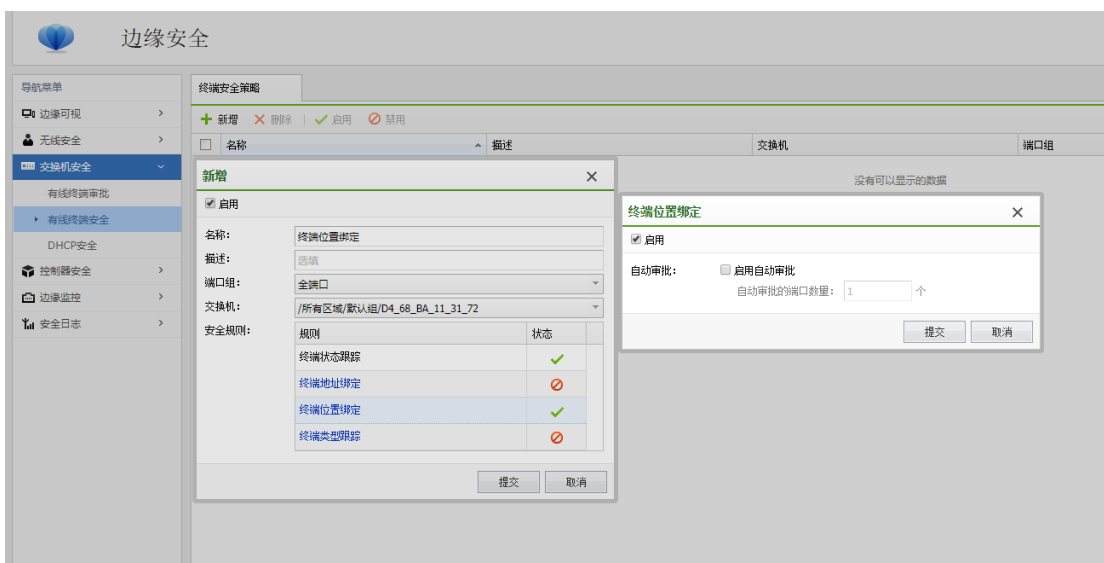 边缘安全
导航菜单
边缘可视
无线安全
交换机安全
有线终端审批
有线终端安全
DHCP安全
控制器安全
边缘监控
安全日志
终端安全策略
新增 删除 启用 禁用
名称 描述 交换机 端口组
没有可以显示的数据
新增
启用
名称: 终端位置绑定
描述: 选填
端口组: 全端口
交换机: /所有区域/默认组/D4_68_BA_11_31_72
安全规则: 规则 状态
终端状态跟踪
终端地址绑定
终端位置绑定
终端类型跟踪
提交 取消
终端位置绑定
启用
自动审批: 启用自动审批
自动审批的端口数量: 1 个
提交 取消